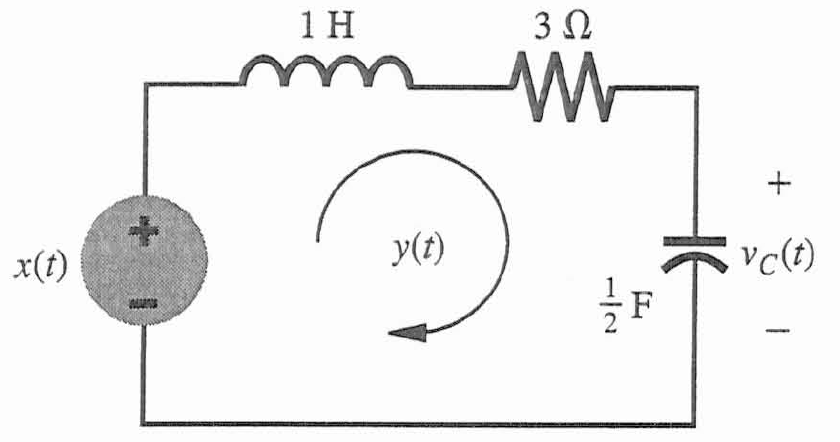 1 H
3 Ω
+
x(t)
+
−
y(t)
v_C(t)
1/2 F
−